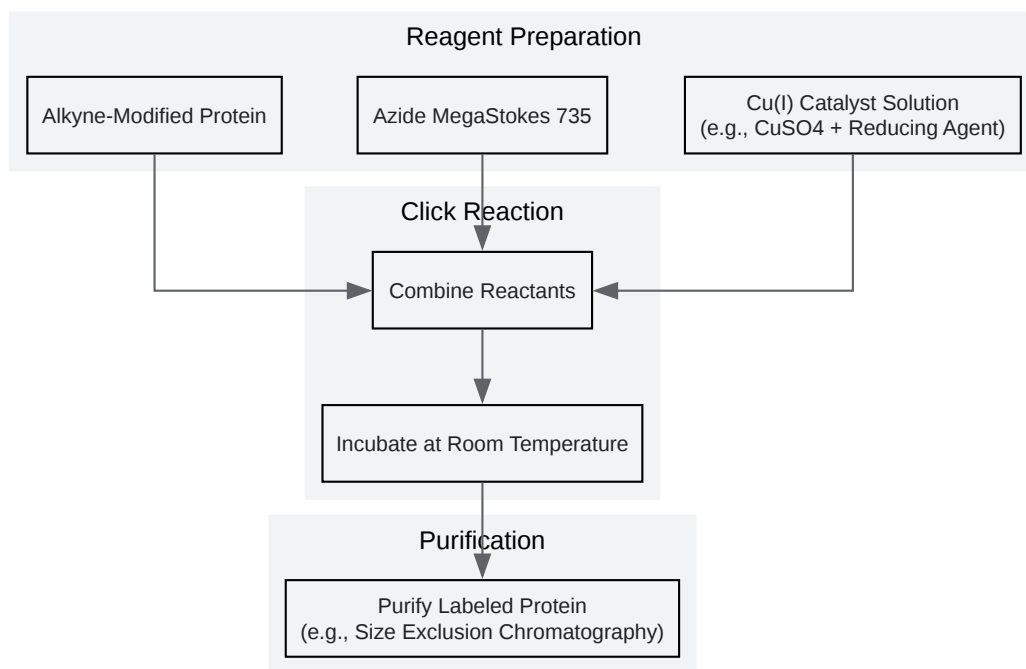 Reagent Preparation
Alkyne-Modified Protein
Azide MegaStokes 735
Cu(I) Catalyst Solution
(e.g., CuSO4 + Reducing Agent)
Click Reaction
Combine Reactants
Incubate at Room Temperature
Purification
Purify Labeled Protein
(e.g., Size Exclusion Chromatography)